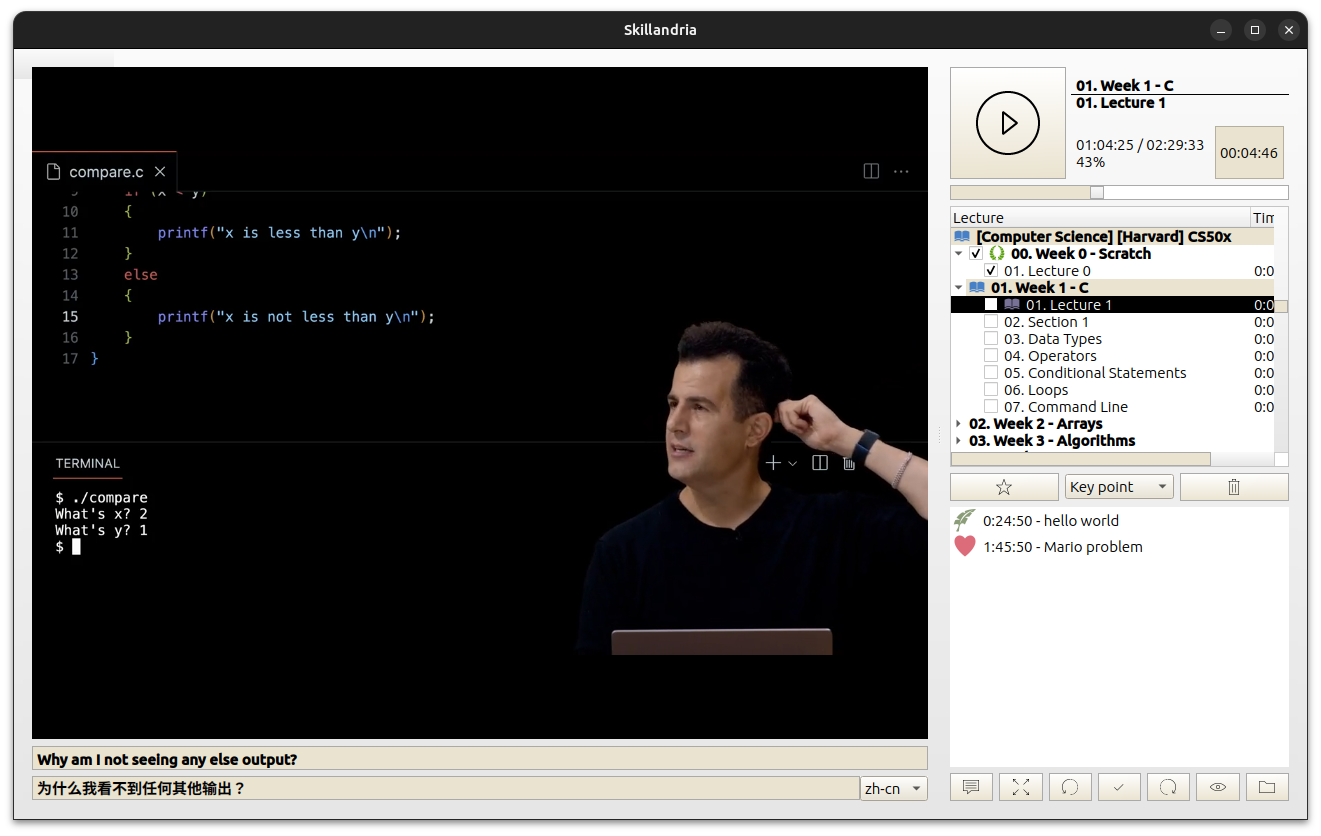 Skillandria
compare.c
9 if (x < y)
10 {
11 printf("x is less than y\n");
12 }
13 else
14 {
15 printf("x is not less than y\n");
16 }
17 }
TERMINAL
$ ./compare
What's x? 2
What's y? 1
$
Why am I not seeing any else output?
为什么我看不到任何其他输出？
zh-cn
01. Week 1 - C
01. Lecture 1
01:04:25 / 02:29:33
43%
00:04:46
Lecture Tim
[Computer Science] [Harvard] CS50x
00. Week 0 - Scratch
01. Lecture 0 0:0
01. Week 1 - C
01. Lecture 1 0:0
02. Section 1 0:0
03. Data Types 0:0
04. Operators 0:0
05. Conditional Statements 0:0
06. Loops 0:0
07. Command Line 0:0
02. Week 2 - Arrays
03. Week 3 - Algorithms
Key point
0:24:50 - hello world
1:45:50 - Mario problem